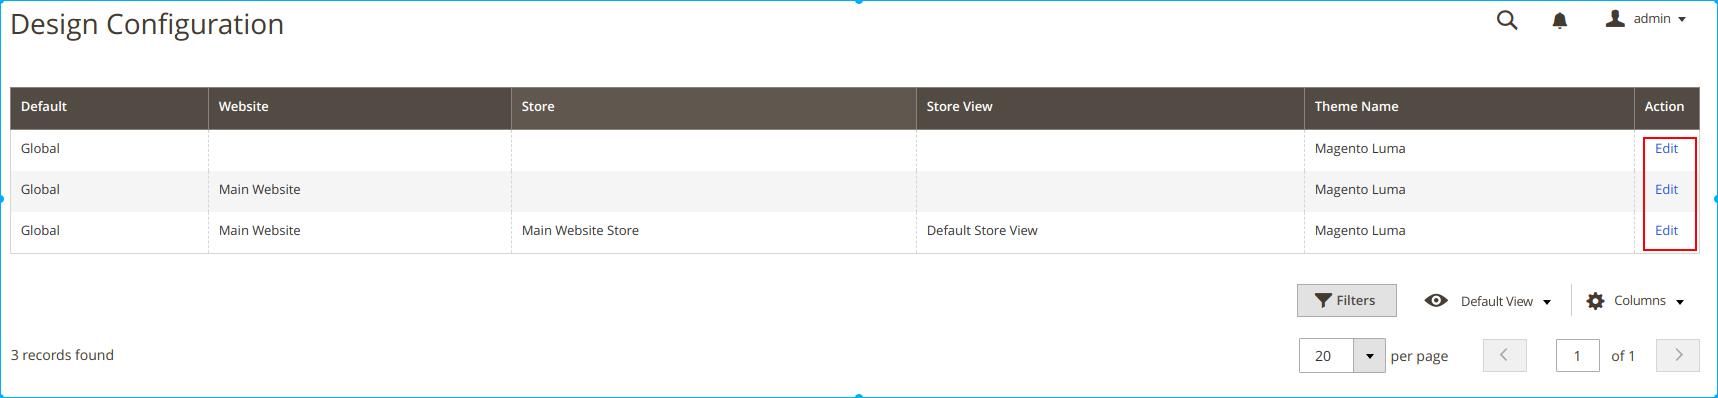 Design Configuration
admin
Default Website Store Store View Theme Name Action
Global Magento Luma Edit
Global Main Website Magento Luma Edit
Global Main Website Main Website Store Default Store View Magento Luma Edit
Filters Default View Columns
3 records found 20 per page 1 of 1